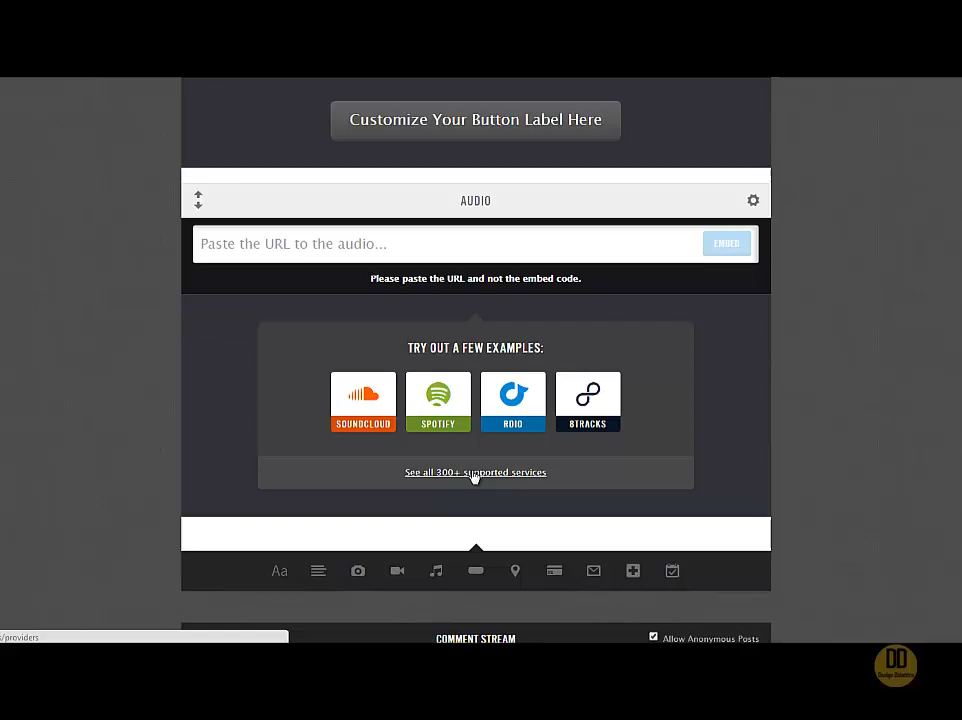 Customize Your Button Label Here
AUDIO
Paste the URL to the audio...
EMBED
Please paste the URL and not the embed code.
TRY OUT A FEW EXAMPLES:
SOUNDCLOUD
SPOTIFY
RDIO
8TRACKS
See all 300+ supported services
Aa
s/providers
COMMENT STREAM
Allow Anonymous Posts
DD